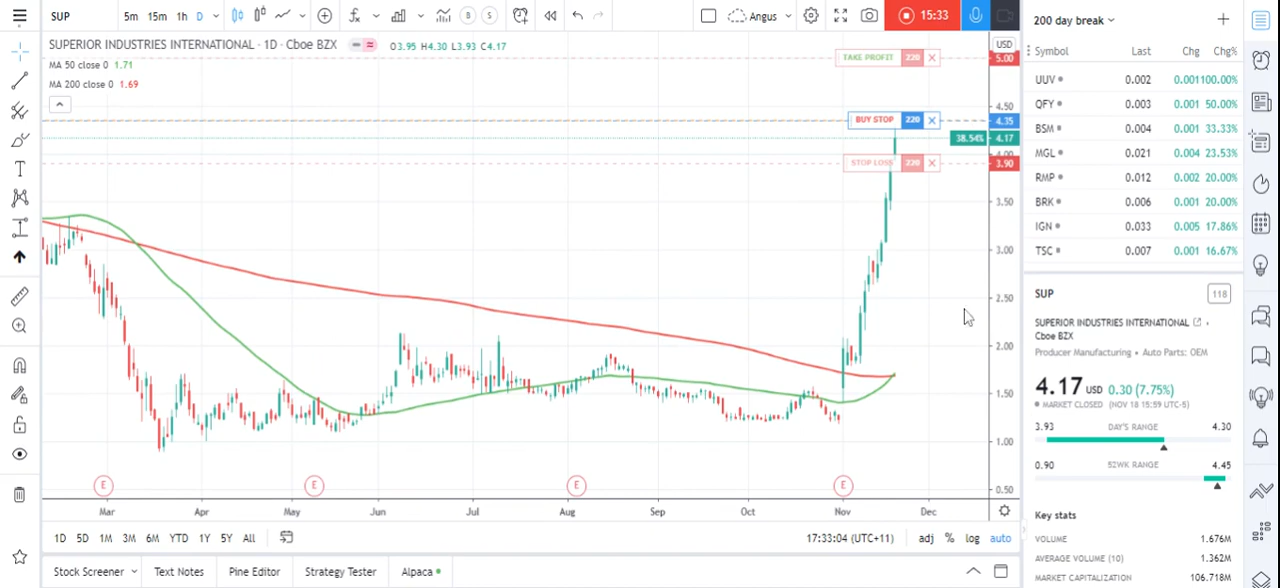 SUP 5m 15m 1h D B S Angus 15:33
SUPERIOR INDUSTRIES INTERNATIONAL · 1D · Cboe BZX O3.95 H4.30 L3.93 C4.17
MA 50 close 0 1.71
MA 200 close 0 1.69
USD
TAKE PROFIT 220 5.00
4.50
BUY STOP 220 4.35
38.54% 4.17
4.00
STOP LOSS 220 3.90
3.50
3.00
2.50
2.00
1.50
1.00
0.50
E E E E
Mar Apr May Jun Jul Aug Sep Oct Nov Dec
1D 5D 1M 3M 6M YTD 1Y 5Y All 17:33:04 (UTC+11) adj % log auto
Stock Screener Text Notes Pine Editor Strategy Tester Alpaca
200 day break
Symbol Last Chg Chg%
UUV 0.002 0.001 100.00%
QFY 0.003 0.001 50.00%
BSM 0.004 0.001 33.33%
MGL 0.021 0.004 23.53%
RMP 0.012 0.002 20.00%
BRK 0.006 0.001 20.00%
IGN 0.033 0.005 17.86%
TSC 0.007 0.001 16.67%
SUP 118
SUPERIOR INDUSTRIES INTERNATIONAL ·
Cboe BZX
Producer Manufacturing • Auto Parts: OEM
4.17 USD 0.30 (7.75%)
MARKET CLOSED (NOV 18 15:59 UTC-5)
3.93 DAY'S RANGE 4.30
0.90 52WK RANGE 4.45
Key stats
VOLUME 1.676M
AVERAGE VOLUME (10) 1.362M
MARKET CAPITALIZATION 106.718M